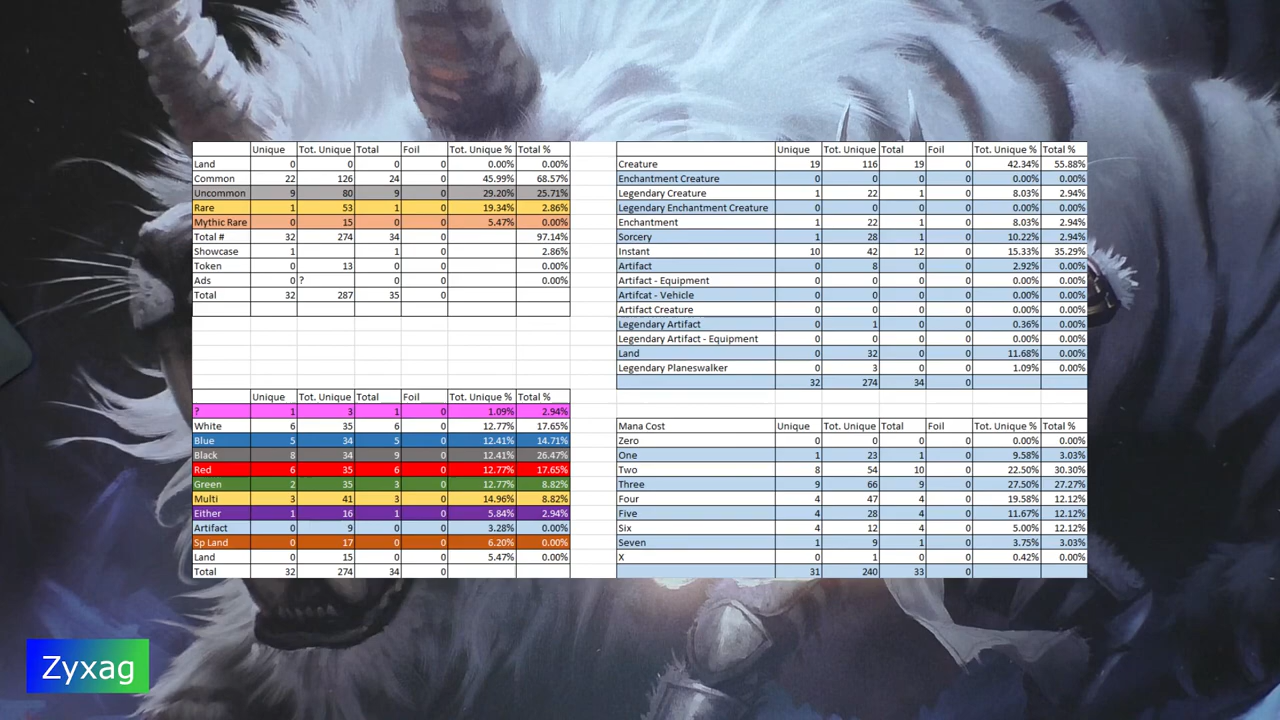 Unique Tot. Unique Total Foil Tot. Unique % Total %
Land 0 0 0 0 0.00% 0.00%
Common 22 126 24 0 45.99% 68.57%
Uncommon 9 80 9 0 29.20% 25.71%
Rare 1 53 1 0 19.34% 2.86%
Mythic Rare 0 15 0 0 5.47% 0.00%
Total # 32 274 34 0 97.14%
Showcase 1 1 0 2.86%
Token 0 13 0 0 0.00%
Ads 0 ? 0 0 0.00%
Total 32 287 35 0
Unique Tot. Unique Total Foil Tot. Unique % Total %
? 1 3 1 0 1.09% 2.94%
White 6 35 6 0 12.77% 17.65%
Blue 5 34 5 0 12.41% 14.71%
Black 8 34 9 0 12.41% 26.47%
Red 6 35 6 0 12.77% 17.65%
Green 2 35 3 0 12.77% 8.82%
Multi 3 41 3 0 14.96% 8.82%
Either 1 16 1 0 5.84% 2.94%
Artifact 0 9 0 0 3.28% 0.00%
Sp Land 0 17 0 0 6.20% 0.00%
Land 0 15 0 0 5.47% 0.00%
Total 32 274 34 0
Unique Tot. Unique Total Foil Tot. Unique % Total %
Creature 19 116 19 0 42.34% 55.88%
Enchantment Creature 0 0 0 0 0.00% 0.00%
Legendary Creature 1 22 1 0 8.03% 2.94%
Legendary Enchantment Creature 0 0 0 0 0.00% 0.00%
Enchantment 1 22 1 0 8.03% 2.94%
Sorcery 1 28 1 0 10.22% 2.94%
Instant 10 42 12 0 15.33% 35.29%
Artifact 0 8 0 0 2.92% 0.00%
Artifact - Equipment 0 0 0 0 0.00% 0.00%
Artifcat - Vehicle 0 0 0 0 0.00% 0.00%
Artifact Creature 0 0 0 0 0.00% 0.00%
Legendary Artifact 0 1 0 0 0.36% 0.00%
Legendary Artifact - Equipment 0 0 0 0 0.00% 0.00%
Land 0 32 0 0 11.68% 0.00%
Legendary Planeswalker 0 3 0 0 1.09% 0.00%
32 274 34 0
Mana Cost Unique Tot. Unique Total Foil Tot. Unique % Total %
Zero 0 0 0 0 0.00% 0.00%
One 1 23 1 0 9.58% 3.03%
Two 8 54 10 0 22.50% 30.30%
Three 9 66 9 0 27.50% 27.27%
Four 4 47 4 0 19.58% 12.12%
Five 4 28 4 0 11.67% 12.12%
Six 4 12 4 0 5.00% 12.12%
Seven 1 9 1 0 3.75% 3.03%
X 0 1 0 0 0.42% 0.00%
31 240 33 0
Zyxag